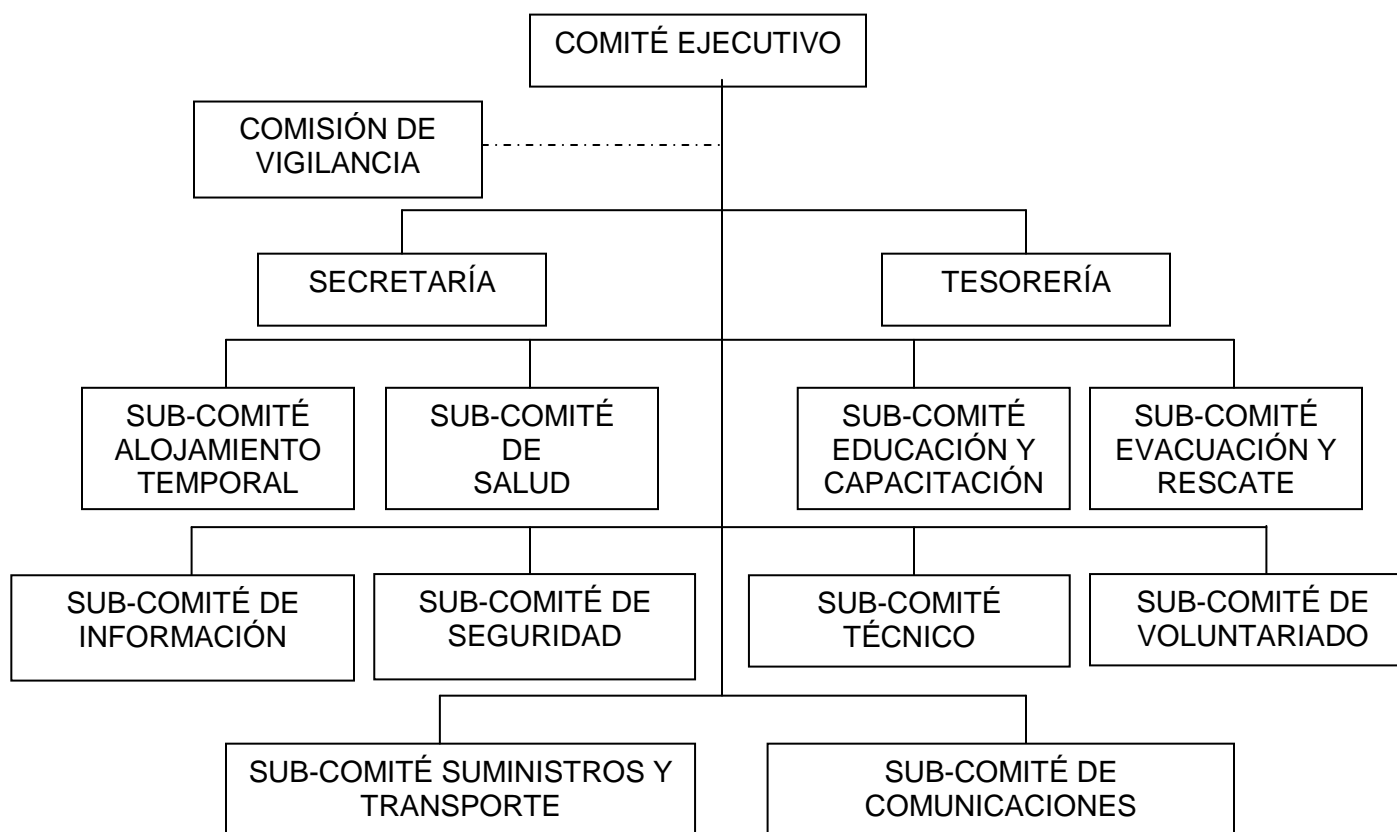 COMITÉ EJECUTIVO
COMISIÓN DE
VIGILANCIA
SECRETARÍA
TESORERÍA
SUB-COMITÉ
ALOJAMIENTO
TEMPORAL
SUB-COMITÉ
DE
SALUD
SUB-COMITÉ
EDUCACIÓN Y
CAPACITACIÓN
SUB-COMITÉ
EVACUACIÓN Y
RESCATE
SUB-COMITÉ DE
INFORMACIÓN
SUB-COMITÉ DE
SEGURIDAD
SUB-COMITÉ
TÉCNICO
SUB-COMITÉ DE
VOLUNTARIADO
SUB-COMITÉ SUMINISTROS Y
TRANSPORTE
SUB-COMITÉ DE
COMUNICACIONES